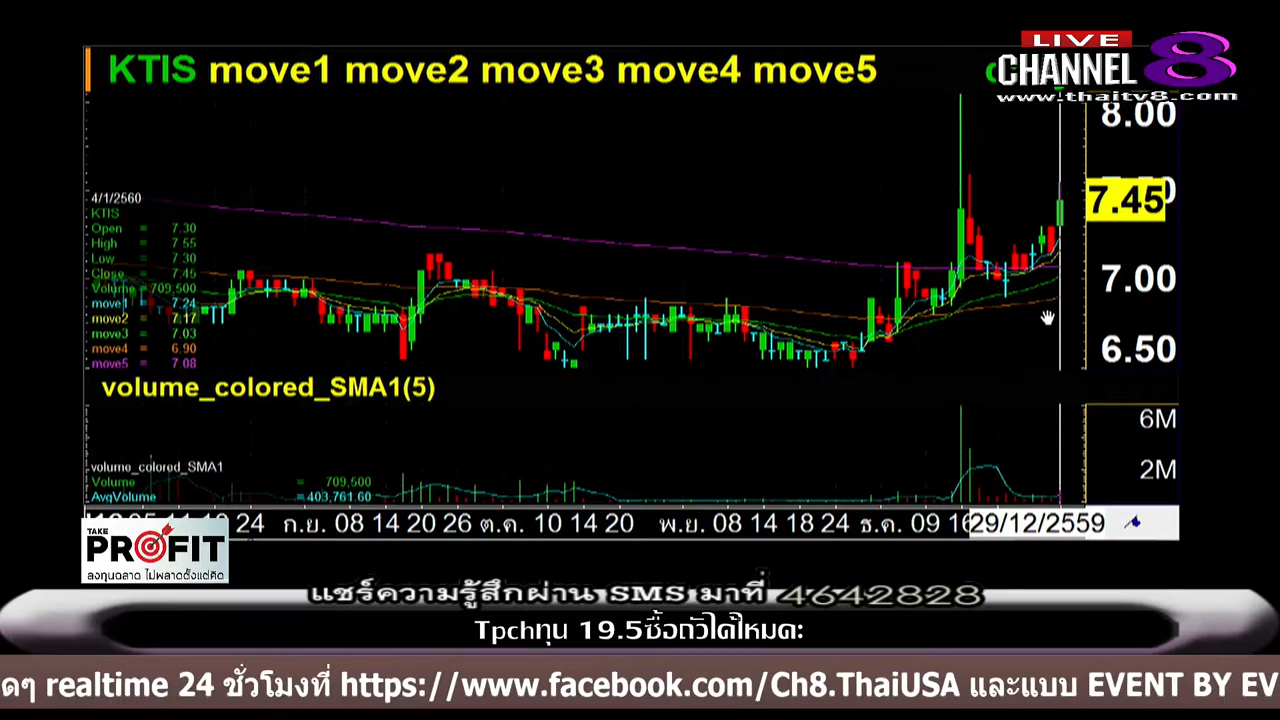 LIVE
CHANNEL 8
www.thaitv8.com
KTIS move1 move2 move3 move4 move5
8.00
7.45
7.00
6.50
4/1/2560
KTIS
Open = 7.30
High = 7.55
Low = 7.30
Close = 7.45
Volume = 709,500
move1 = 7.24
move2 = 7.17
move3 = 7.03
move4 = 6.90
move5 = 7.08
volume_colored_SMA1(5)
6M
2M
volume_colored_SMA1
Volume = 709,500
AvgVolume = 403,761.60
24 ก.ย. 08 14 20 26 ต.ค. 10 14 20 พ.ย. 08 14 18 24 ธ.ค. 09 16 29/12/2559
TAKE
PROFIT
ลงทุนฉลาด ไม่พลาดตั้งแต่คิด
แชร์ความรู้สึกผ่าน SMS มาที่ 4642828
Tpchทุน 19.5ซื้อถัวได้ไหมคะ
ดๆ realtime 24 ชั่วโมงที่ https://www.facebook.com/Ch8.ThaiUSA และแบบ EVENT BY EV